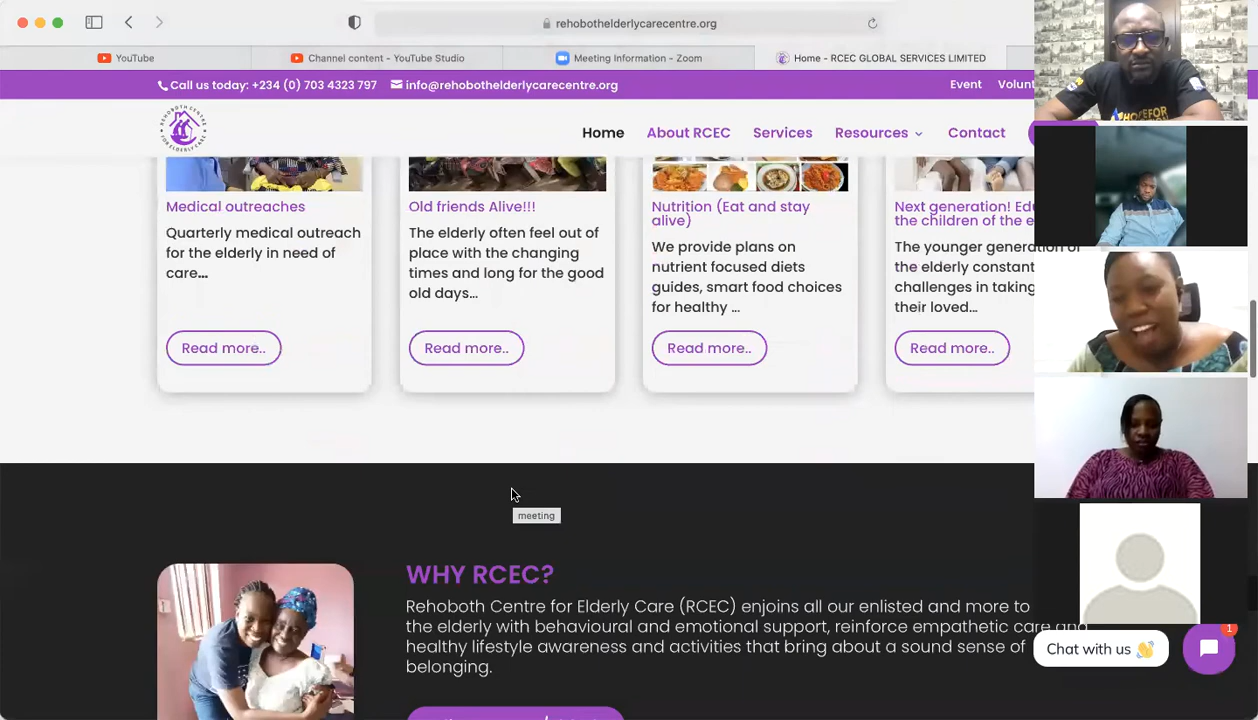 rehobothelderlycarecentre.org
YouTube
Channel content - YouTube Studio
Meeting Information - Zoom
Home - RCEC GLOBAL SERVICES LIMITED
Call us today: +234 (0) 703 4323 797
info@rehobothelderlycarecentre.org
Event
Home
About RCEC
Services
Resources
Contact
Medical outreaches
Quarterly medical outreach
for the elderly in need of
care...
Read more..
Old friends Alive!!!
The elderly often feel out of
place with the changing
times and long for the good
old days...
Read more..
Nutrition (Eat and stay
alive)
We provide plans on
nutrient focused diets
guides, smart food choices
for healthy ...
Read more..
Next generation!
the children of the
The younger generation of
the elderly
challenges in taking
their loved...
Read more..
meeting
WHY RCEC?
Rehoboth Centre for Elderly Care (RCEC) enjoins all our enlisted and more to
the elderly with behavioural and emotional support, reinforce empathetic care and
healthy lifestyle awareness and activities that bring about a sound sense of
belonging.
Chat with us 👋
1